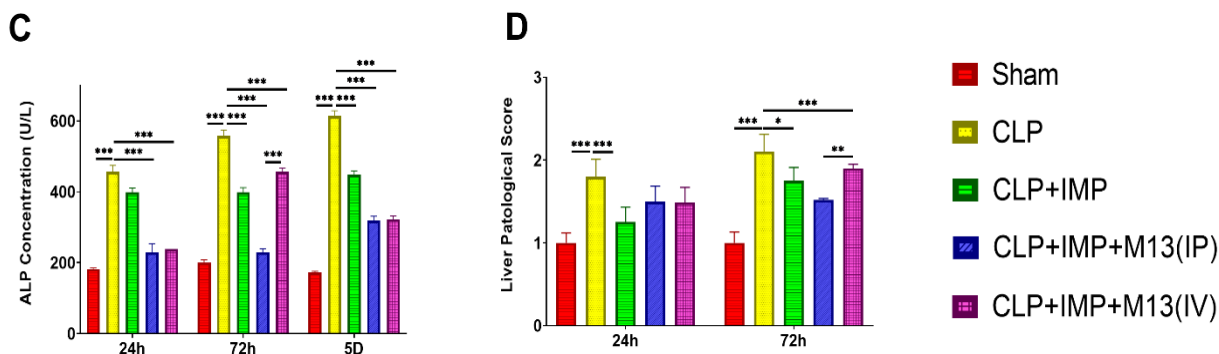 C
ALP Concentration (U/L)
600
400
200
0
*** ***
***
***
*** ***
***
***
***
*** ***
***
***
24h 72h 5D
D
Liver Patological Score
3
2
1
0
*** ***
*** *
***
**
24h 72h
Sham
CLP
CLP+IMP
CLP+IMP+M13(IP)
CLP+IMP+M13(IV)